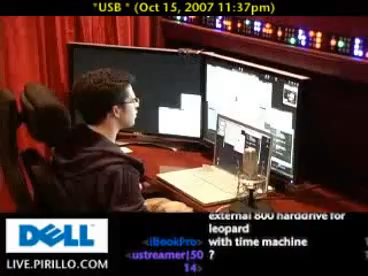 *USB * (Oct 15, 2007 11:37pm)
external 800 harddrive for
leopard
<iBookPro> with time machine
<ustreamer|50 ?
14>
DELL
LIVE.PIRILLO.COM